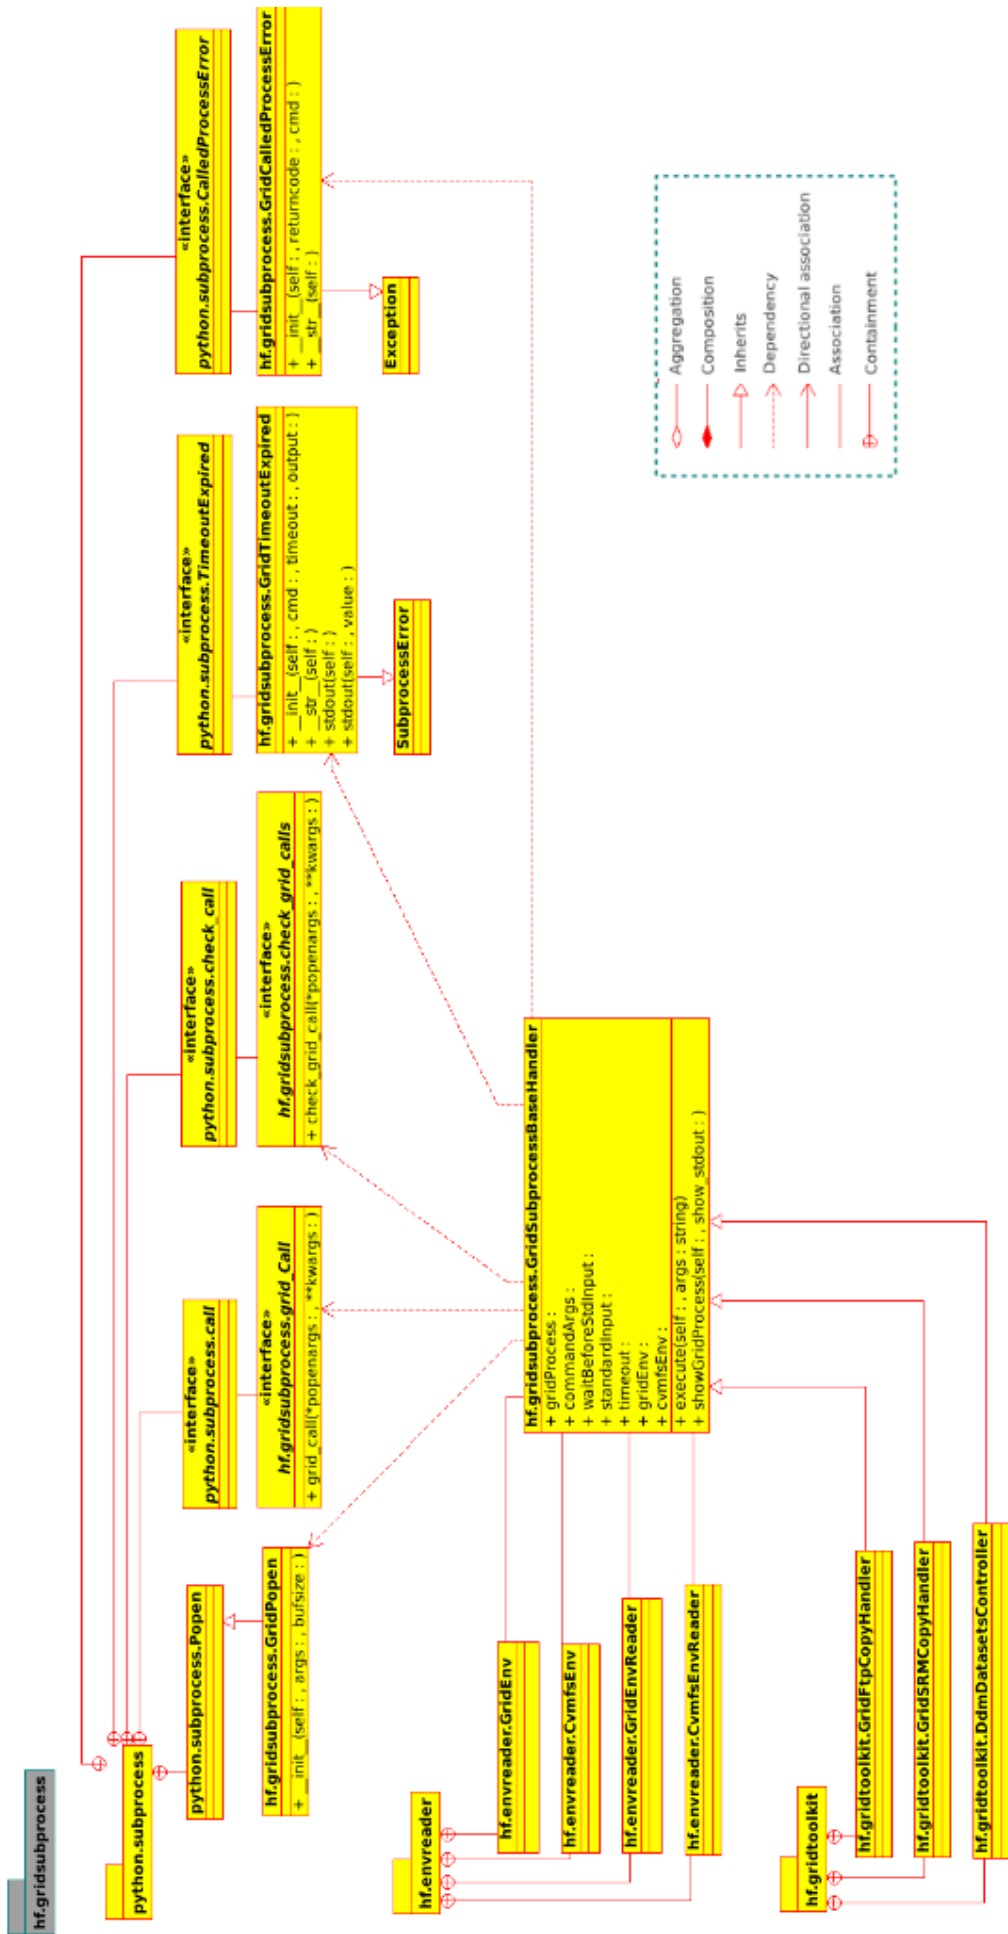 hf.gridsubprocess
python.subprocess
python.subprocess.Popen
hf.gridsubprocess.GridPopen
+ __init__(self : , args : , bufsize : )
«interface»
python.subprocess.call
«interface»
hf.gridsubprocess.grid_Call
+ grid_call(*popenargs : , **kwargs : )
«interface»
python.subprocess.check_call
«interface»
hf.gridsubprocess.check_grid_calls
+ check_grid_call(*popenargs : , **kwargs : )
«interface»
python.subprocess.TimeoutExpired
hf.gridsubprocess.GridTimeoutExpired
+ __init__(self : , cmd : , timeout : , output : )
+ __str__(self : )
+ stdout(self : )
+ stdout(self : , value : )
SubprocessError
«interface»
python.subprocess.CalledProcessError
hf.gridsubprocess.GridCalledProcessError
+ __init__(self : , returncode : , cmd : )
+ __str__(self : )
Exception
hf.envreader
hf.envreader.GridEnv
hf.envreader.CvmfsEnv
hf.envreader.GridEnvReader
hf.envreader.CvmfsEnvReader
hf.gridsubprocess.GridSubprocessBaseHandler
+ gridProcess :
+ commandArgs :
+ waitBeforeStdInput :
+ standardInput :
+ timeout :
+ gridEnv :
+ cvmfsEnv :
+ execute(self : , args : string)
+ showGridProcess(self : , show_stdout : )
hf.gridtoolkit
hf.gridtoolkit.GridFtpCopyHandler
hf.gridtoolkit.GridSRMCopyHandler
hf.gridtoolkit.DdmDatasetsController
Aggregation
Composition
Inherits
Dependency
Directional association
Association
Containment